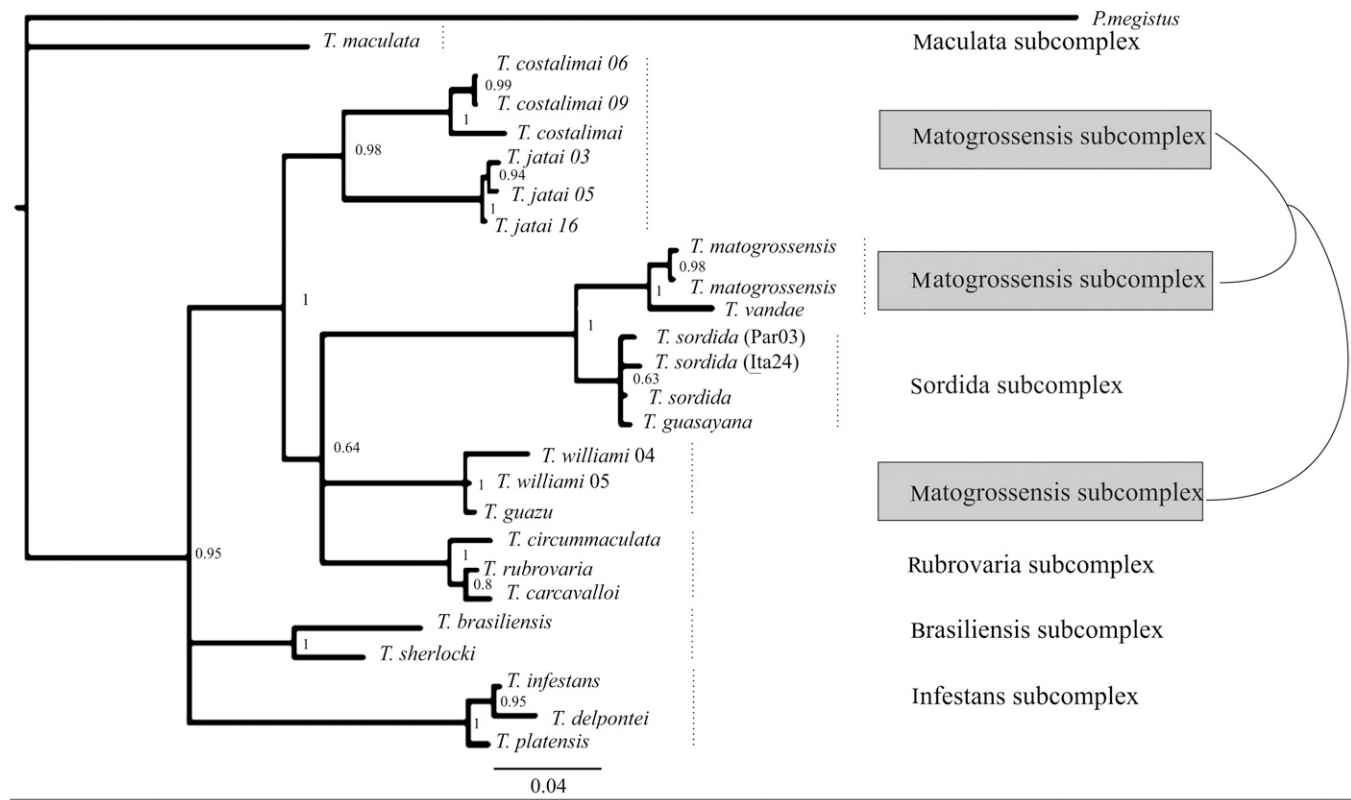 P.megistus
T. maculata
Maculata subcomplex
T. costalimai 06
0.99
T. costalimai 09
1
T. costalimai
Matogrossensis subcomplex
0.98
T. jatai 03
0.94
T. jatai 05
1
T. jatai 16
T. matogrossensis
0.98
T. matogrossensis
Matogrossensis subcomplex
1
1
T. vandae
1
T. sordida (Par03)
T. sordida (Ita24)
0.63
Sordida subcomplex
T. sordida
T. guasayana
0.64
T. williami 04
1
T. williami 05
Matogrossensis subcomplex
T. guazu
T. circummaculata
0.95
1
T. rubrovaria
Rubrovaria subcomplex
0.8
T. carcavalloi
T. brasiliensis
Brasiliensis subcomplex
1
T. sherlocki
T. infestans
Infestans subcomplex
0.95
T. delpontei
1
T. platensis
0.04